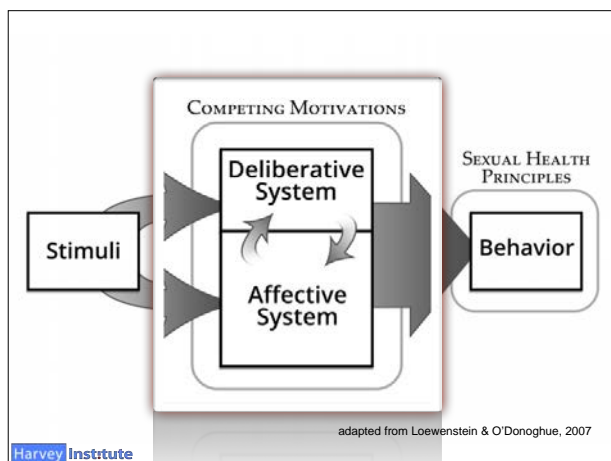 COMPETING MOTIVATIONS
SEXUAL HEALTH
PRINCIPLES
Stimuli
Deliberative
System
Affective
System
Behavior
adapted from Loewenstein & O'Donoghue, 2007
Harvey Institute